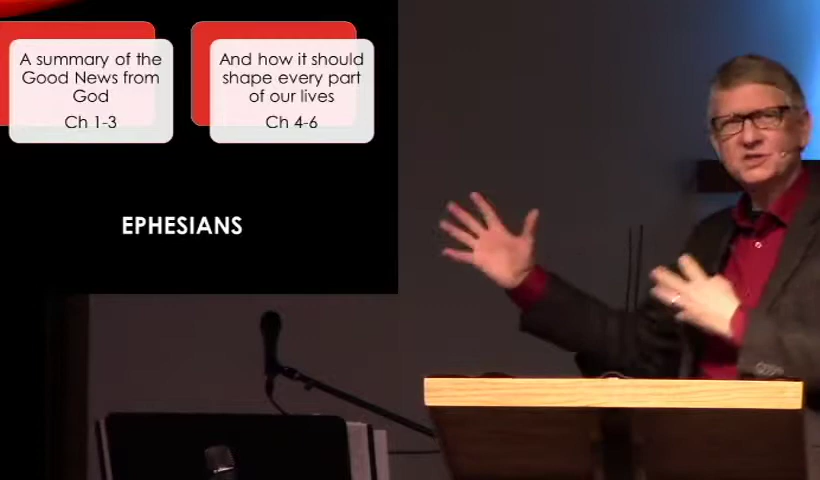 A summary of the
Good News from
God
Ch 1-3
And how it should
shape every part
of our lives
Ch 4-6
EPHESIANS